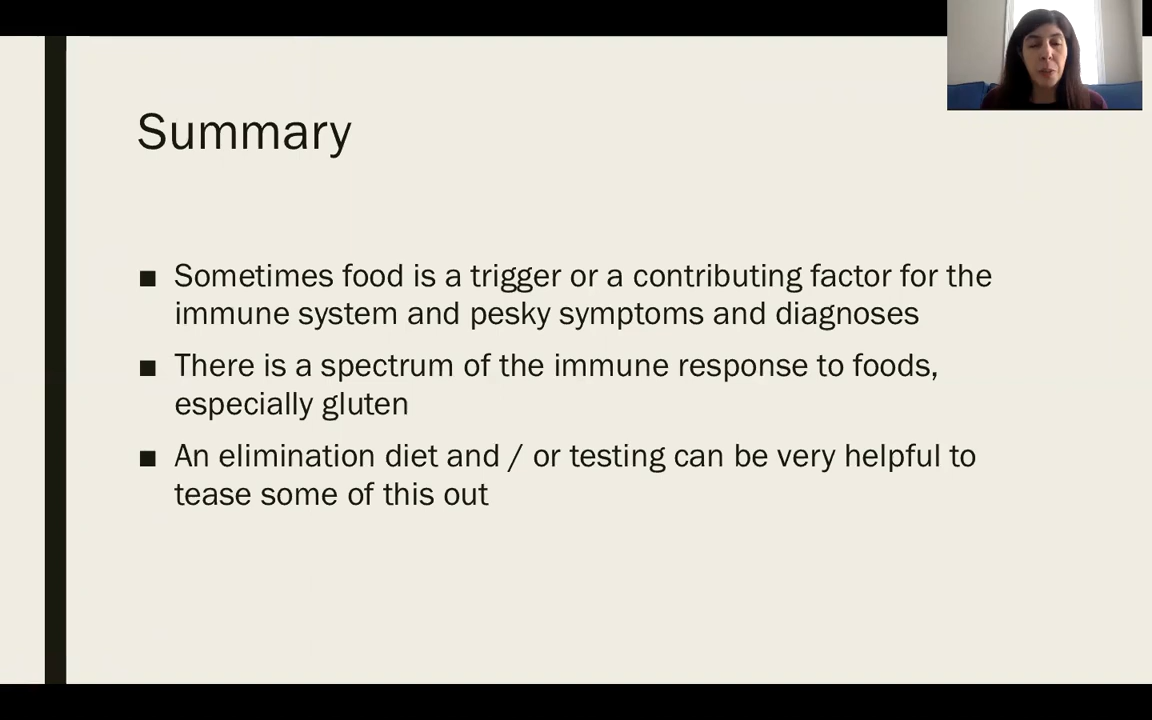 Summary
■ Sometimes food is a trigger or a contributing factor for the
immune system and pesky symptoms and diagnoses
■ There is a spectrum of the immune response to foods,
especially gluten
■ An elimination diet and / or testing can be very helpful to
tease some of this out